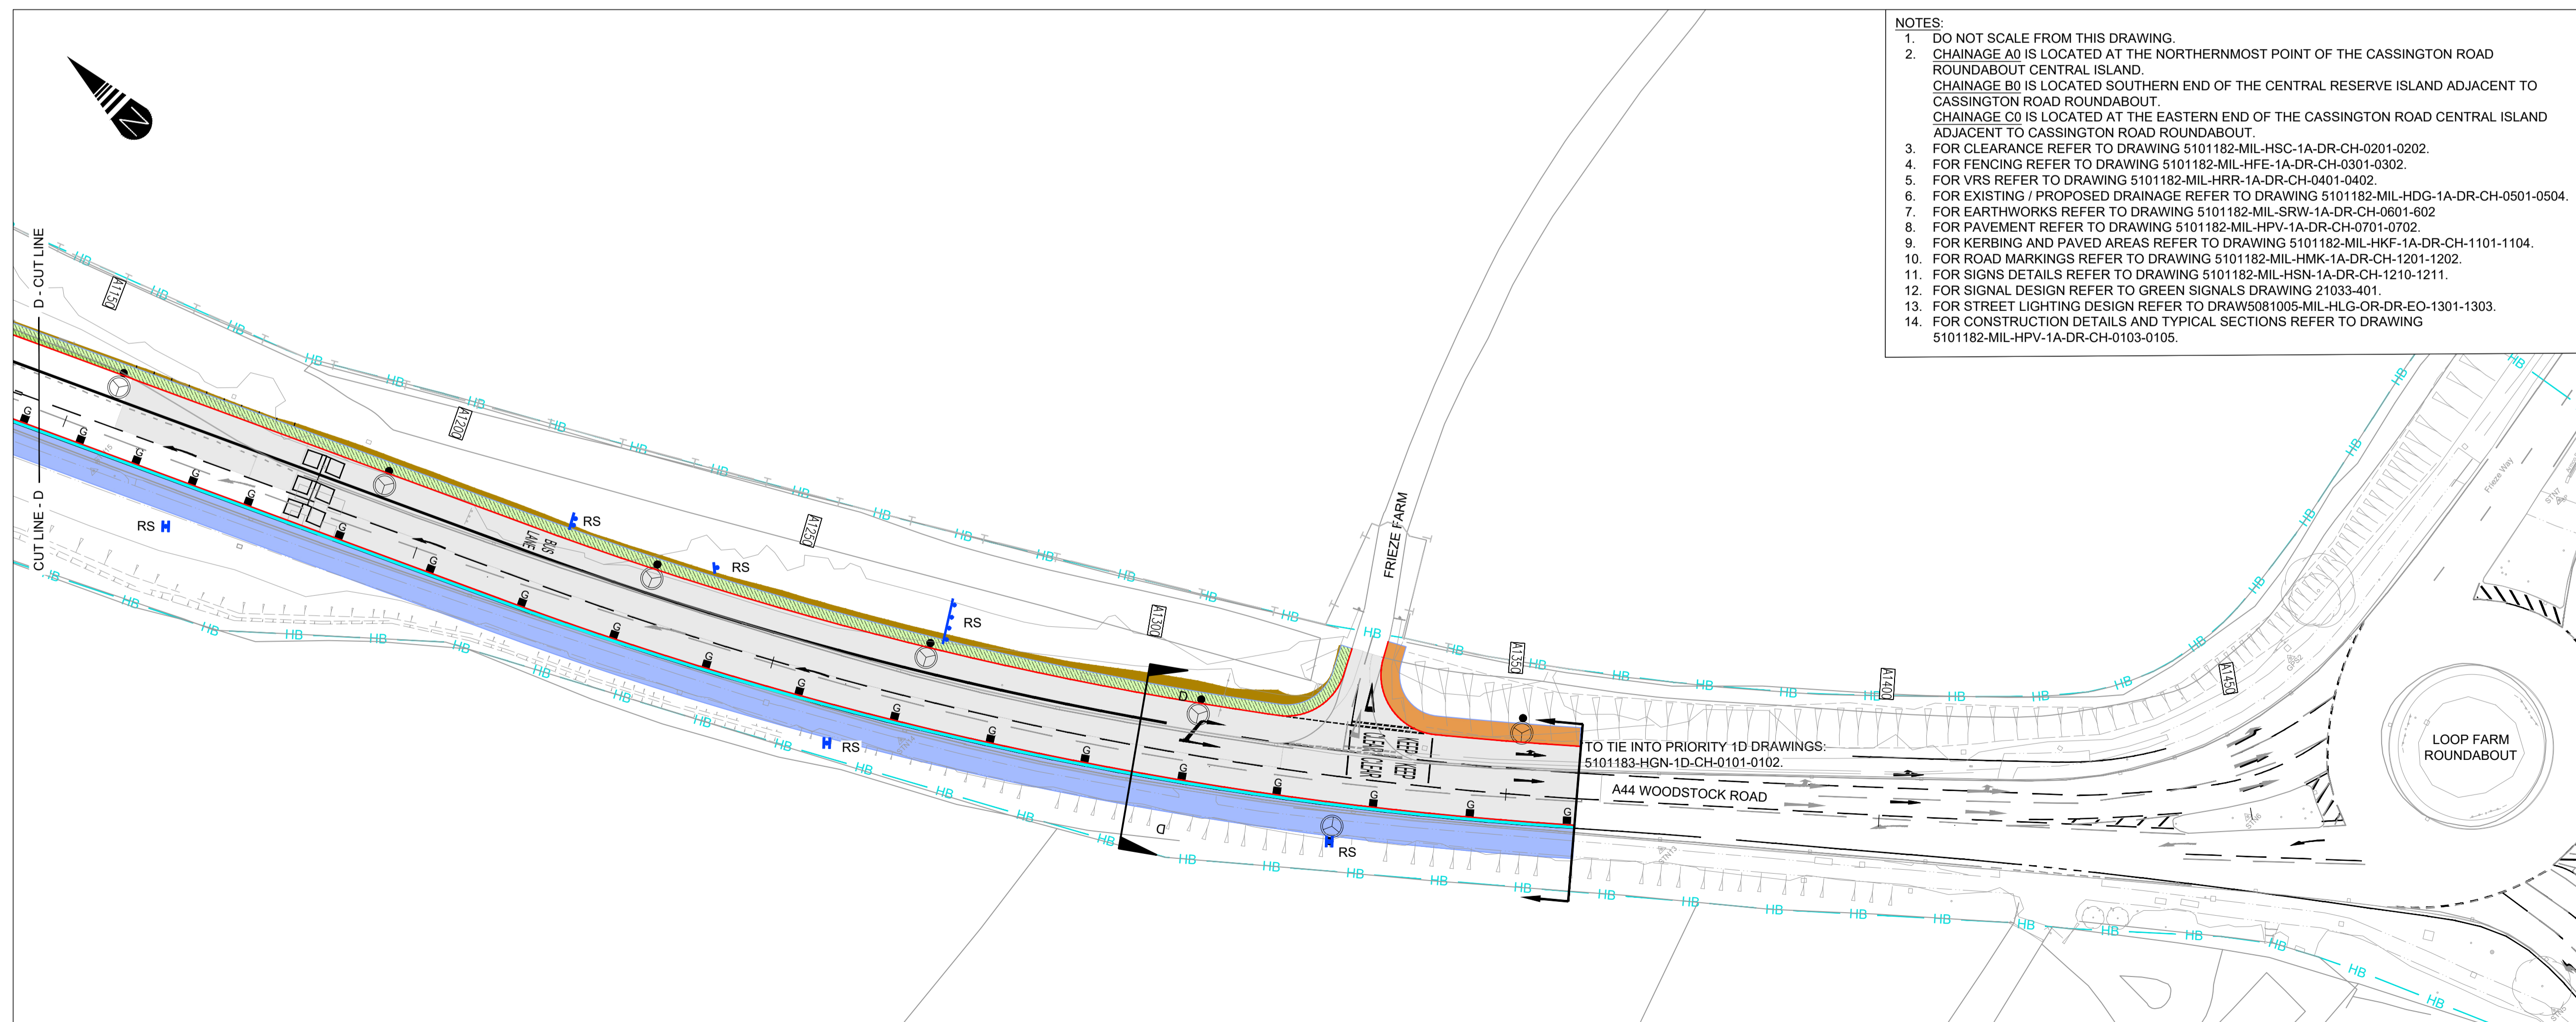 NOTES:
1. DO NOT SCALE FROM THIS DRAWING.
2. CHAINAGE A0 IS LOCATED AT THE NORTHERNMOST POINT OF THE CASSINGTON ROAD
ROUNDABOUT CENTRAL ISLAND.
CHAINAGE B0 IS LOCATED SOUTHERN END OF THE CENTRAL RESERVE ISLAND ADJACENT TO
CASSINGTON ROAD ROUNDABOUT.
CHAINAGE C0 IS LOCATED AT THE EASTERN END OF THE CASSINGTON ROAD CENTRAL ISLAND
ADJACENT TO CASSINGTON ROAD ROUNDABOUT.
3. FOR CLEARANCE REFER TO DRAWING 5101182-MIL-HSC-1A-DR-CH-0201-0202.
4. FOR FENCING REFER TO DRAWING 5101182-MIL-HFE-1A-DR-CH-0301-0302.
5. FOR VRS REFER TO DRAWING 5101182-MIL-HRR-1A-DR-CH-0401-0402.
6. FOR EXISTING / PROPOSED DRAINAGE REFER TO DRAWING 5101182-MIL-HDG-1A-DR-CH-0501-0504.
7. FOR EARTHWORKS REFER TO DRAWING 5101182-MIL-SRW-1A-DR-CH-0601-602
8. FOR PAVEMENT REFER TO DRAWING 5101182-MIL-HPV-1A-DR-CH-0701-0702.
9. FOR KERBING AND PAVED AREAS REFER TO DRAWING 5101182-MIL-HKF-1A-DR-CH-1101-1104.
10. FOR ROAD MARKINGS REFER TO DRAWING 5101182-MIL-HMK-1A-DR-CH-1201-1202.
11. FOR SIGNS DETAILS REFER TO DRAWING 5101182-MIL-HSN-1A-DR-CH-1210-1211.
12. FOR SIGNAL DESIGN REFER TO GREEN SIGNALS DRAWING 21033-401.
13. FOR STREET LIGHTING DESIGN REFER TO DRAW5081005-MIL-HLG-OR-DR-EO-1301-1303.
14. FOR CONSTRUCTION DETAILS AND TYPICAL SECTIONS REFER TO DRAWING
5101182-MIL-HPV-1A-DR-CH-0103-0105.
N
CUT LINE - D
D - CUT LINE
A1150
A1200
A1250
A1300
A1350
A1400
A1450
HB
G
RS
RS
RS
RS
RS
RS
BUS
LANE
D
D
FRIEZE FARM
KEEP
CLEAR
KEEP
CLEAR
TO TIE INTO PRIORITY 1D DRAWINGS:
5101183-HGN-1D-CH-0101-0102.
A44 WOODSTOCK ROAD
LOOP FARM
ROUNDABOUT
Frieze Way
STN7
GPS2
STN6
STN13
STN5